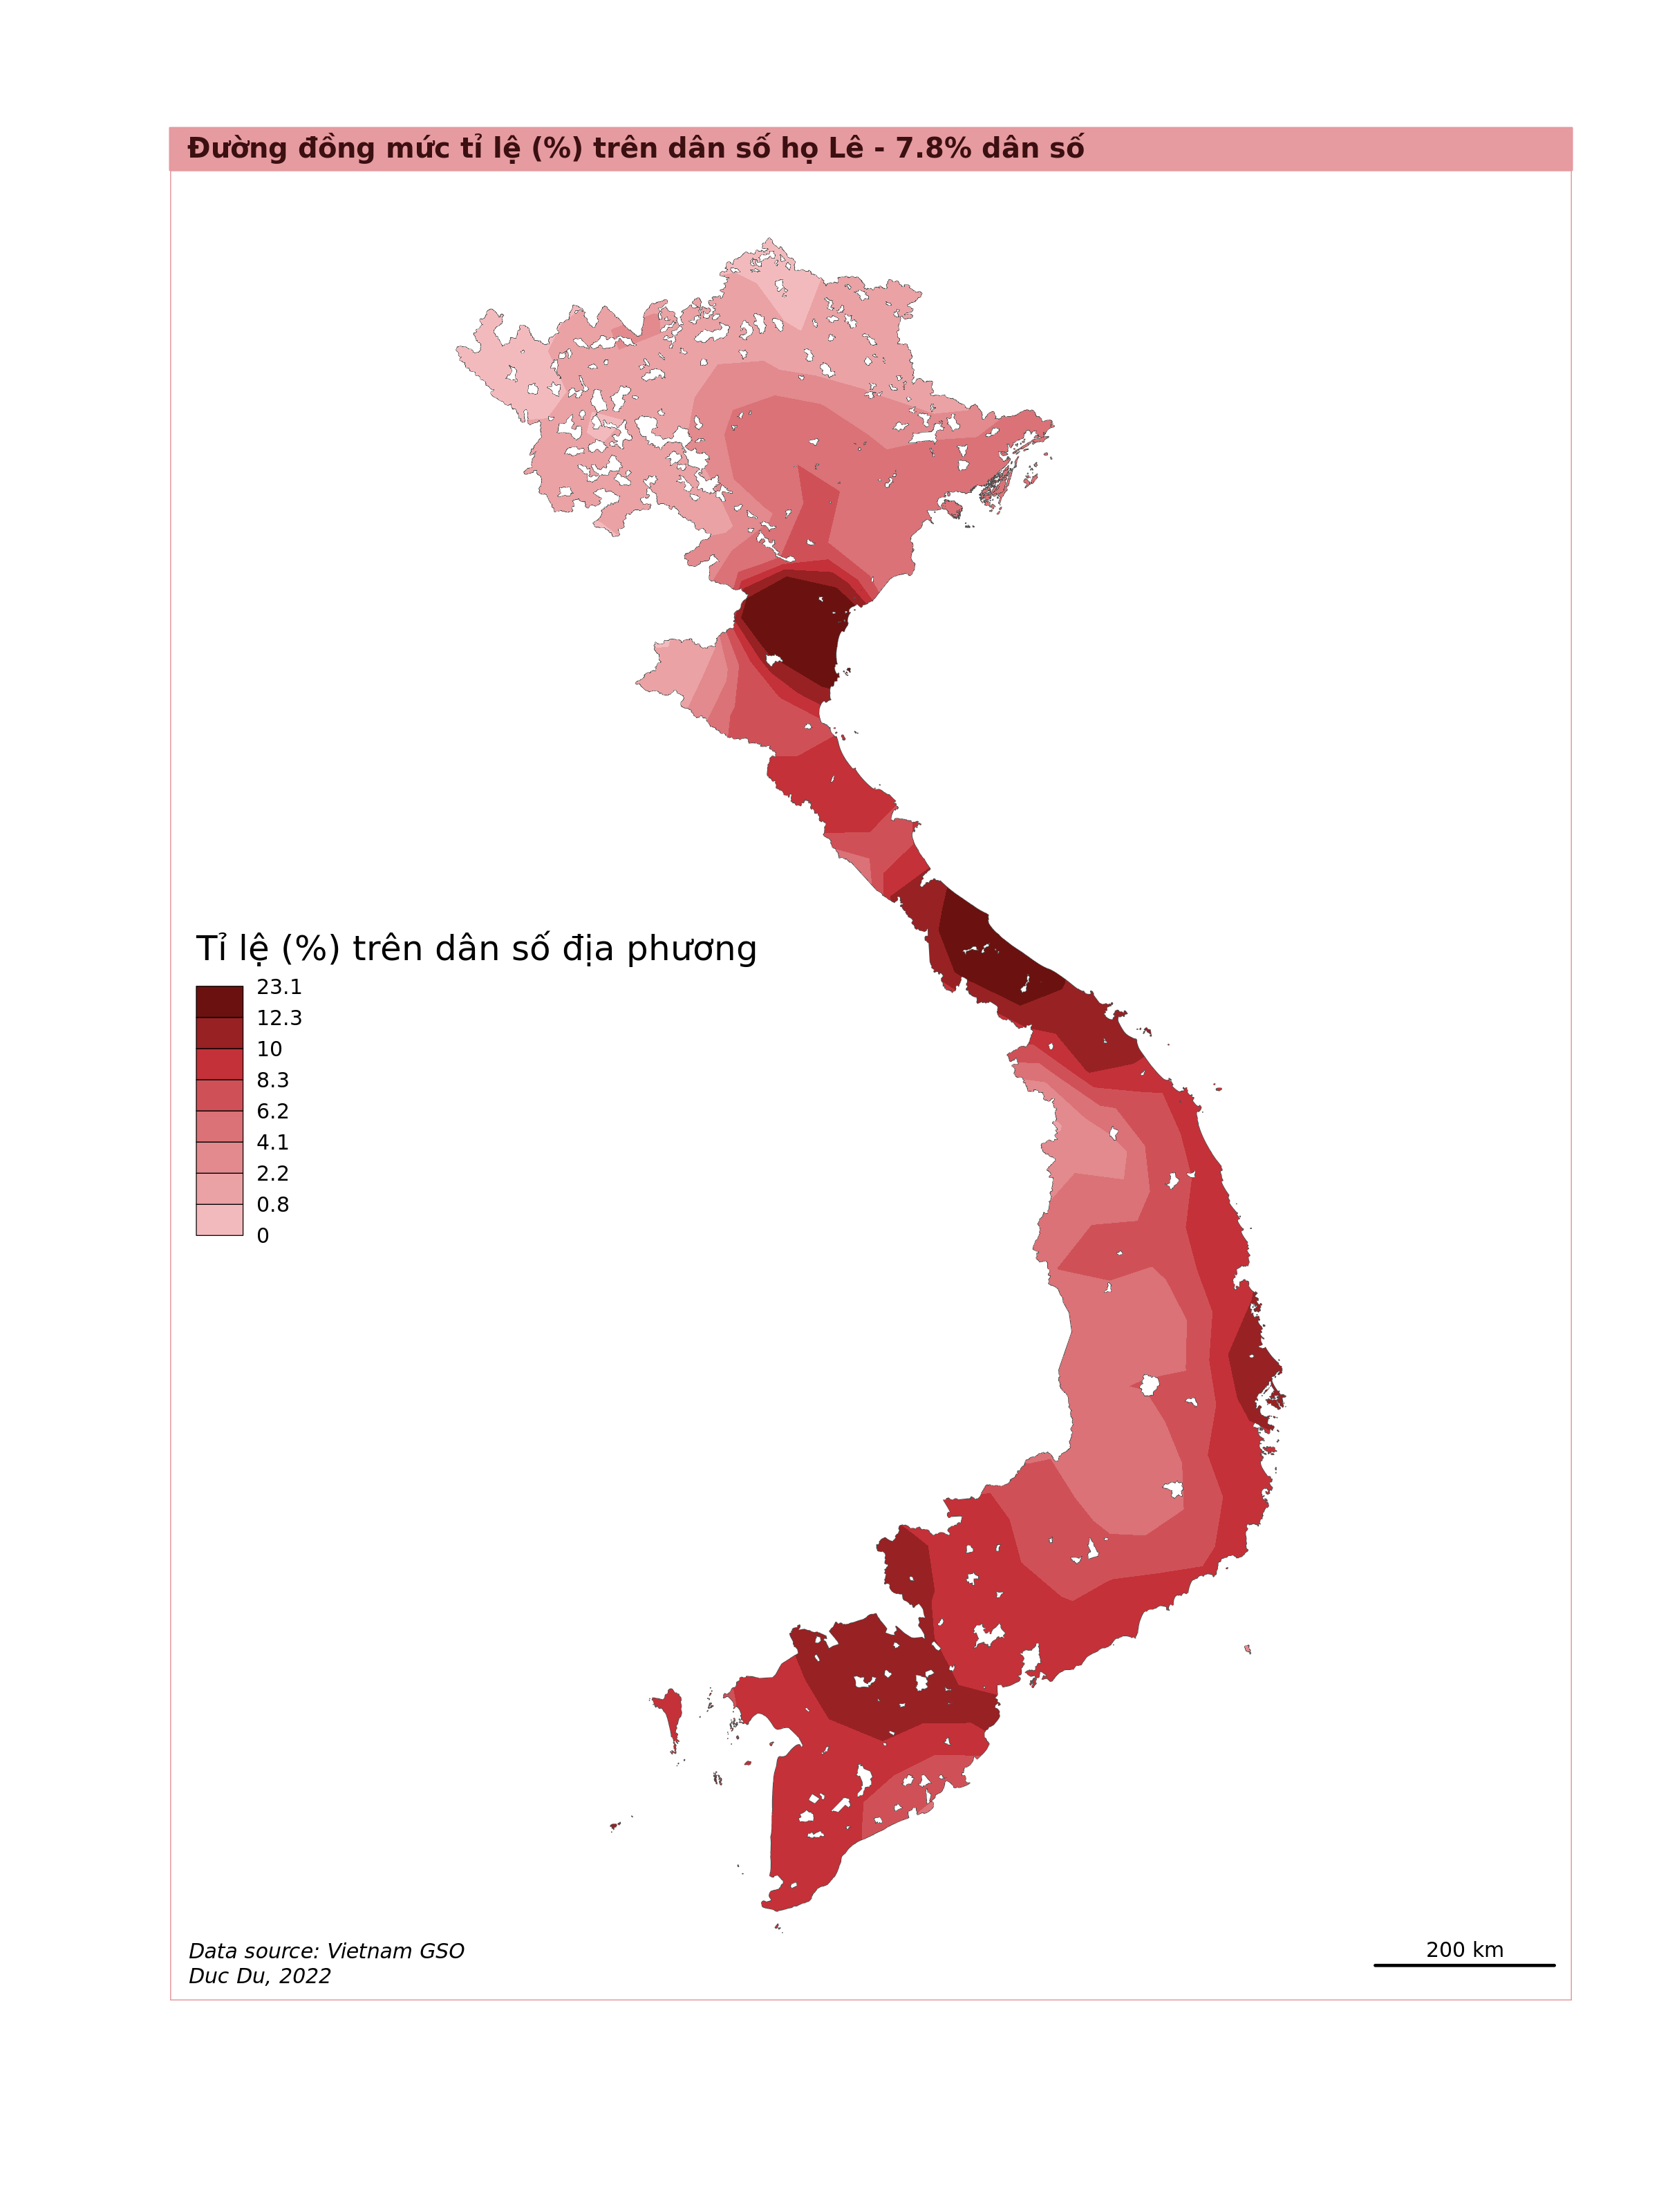 Đường đồng mức tỉ lệ (%) trên dân số họ Lê - 7.8% dân số
Tỉ lệ (%) trên dân số địa phương
23.1
12.3
10
8.3
6.2
4.1
2.2
0.8
0
Data source: Vietnam GSO
Duc Du, 2022
200 km